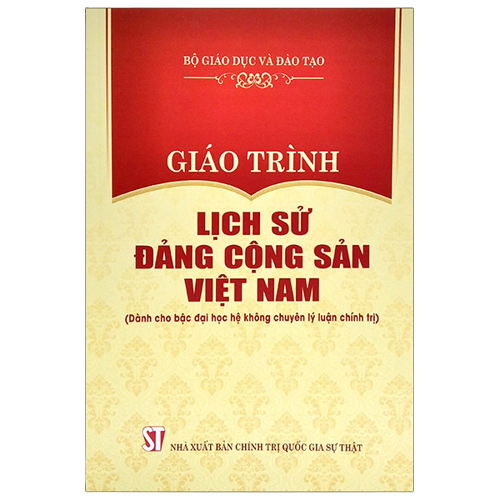 BỘ GIÁO DỤC VÀ ĐÀO TẠO
GIÁO TRÌNH
LỊCH SỬ
ĐẢNG CỘNG SẢN
VIỆT NAM
(Dành cho bậc đại học hệ không chuyên lý luận chính trị)
ST
NHÀ XUẤT BẢN CHÍNH TRỊ QUỐC GIA SỰ THẬT